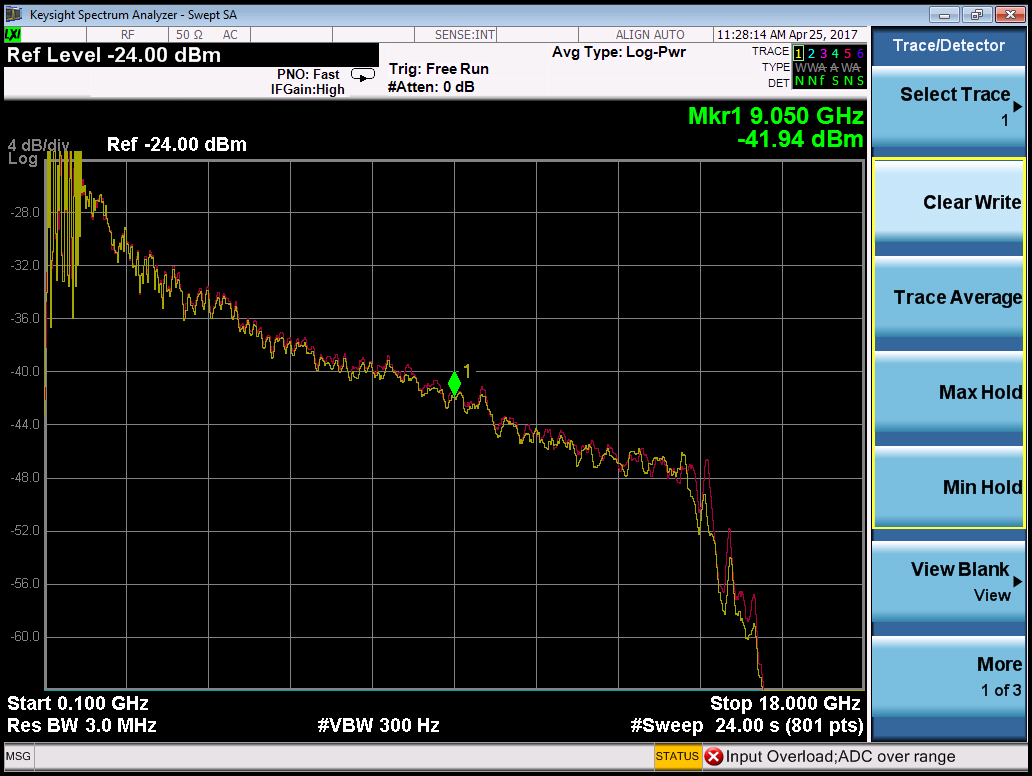 Keysight Spectrum Analyzer - Swept SA
LXI RF 50 Ω AC SENSE:INT ALIGN AUTO 11:28:14 AM Apr 25, 2017
Ref Level -24.00 dBm
PNO: Fast
IFGain:High
Trig: Free Run
#Atten: 0 dB
Avg Type: Log-Pwr
TRACE 1 2 3 4 5 6
TYPE
DET N N f S N S
Mkr1 9.050 GHz
-41.94 dBm
4 dB/div
Log
Ref -24.00 dBm
-28.0
-32.0
-36.0
-40.0
-44.0
-48.0
-52.0
-56.0
-60.0
1
Start 0.100 GHz
Stop 18.000 GHz
Res BW 3.0 MHz
#VBW 300 Hz
#Sweep 24.00 s (801 pts)
Trace/Detector
Select Trace
1
Clear Write
Trace Average
Max Hold
Min Hold
View Blank
View
More
1 of 3
MSG
STATUS
Input Overload;ADC over range